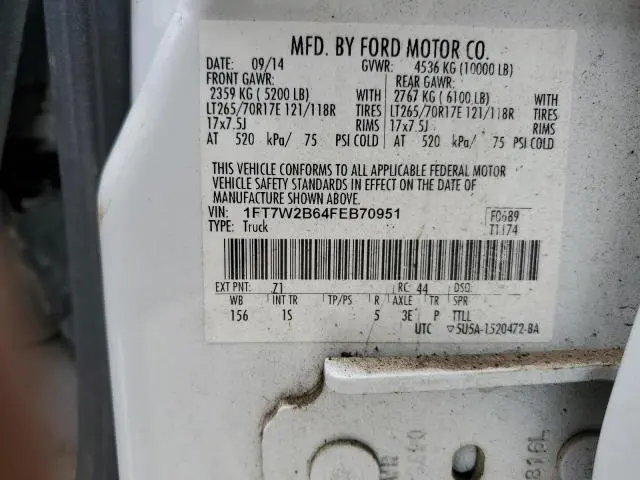 MFD. BY FORD MOTOR CO.
DATE: 09/14 GVWR: 4536 KG (10000 LB)
FRONT GAWR: REAR GAWR:
2359 KG ( 5200 LB) WITH 2767 KG ( 6100 LB) WITH
LT265/70R17E 121/118R TIRES LT265/70R17E 121/118R TIRES
17x7.5J RIMS 17x7.5J RIMS
AT 520 kPa/ 75 PSI COLD AT 520 kPa/ 75 PSI COLD
THIS VEHICLE CONFORMS TO ALL APPLICABLE FEDERAL MOTOR
VEHICLE SAFETY STANDARDS IN EFFECT ON THE DATE OF
MANUFACTURE SHOWN ABOVE.
VIN: 1FT7W2B64FEB70951 F0689
TYPE: Truck T1174
EXT PNT: Z1 RC: 44 DSO:
WB INT TR TP/PS R AXLE TR SPR
156 1S 5 3E P TTLL
UTC ▽5U5A-1520472-BA
816L